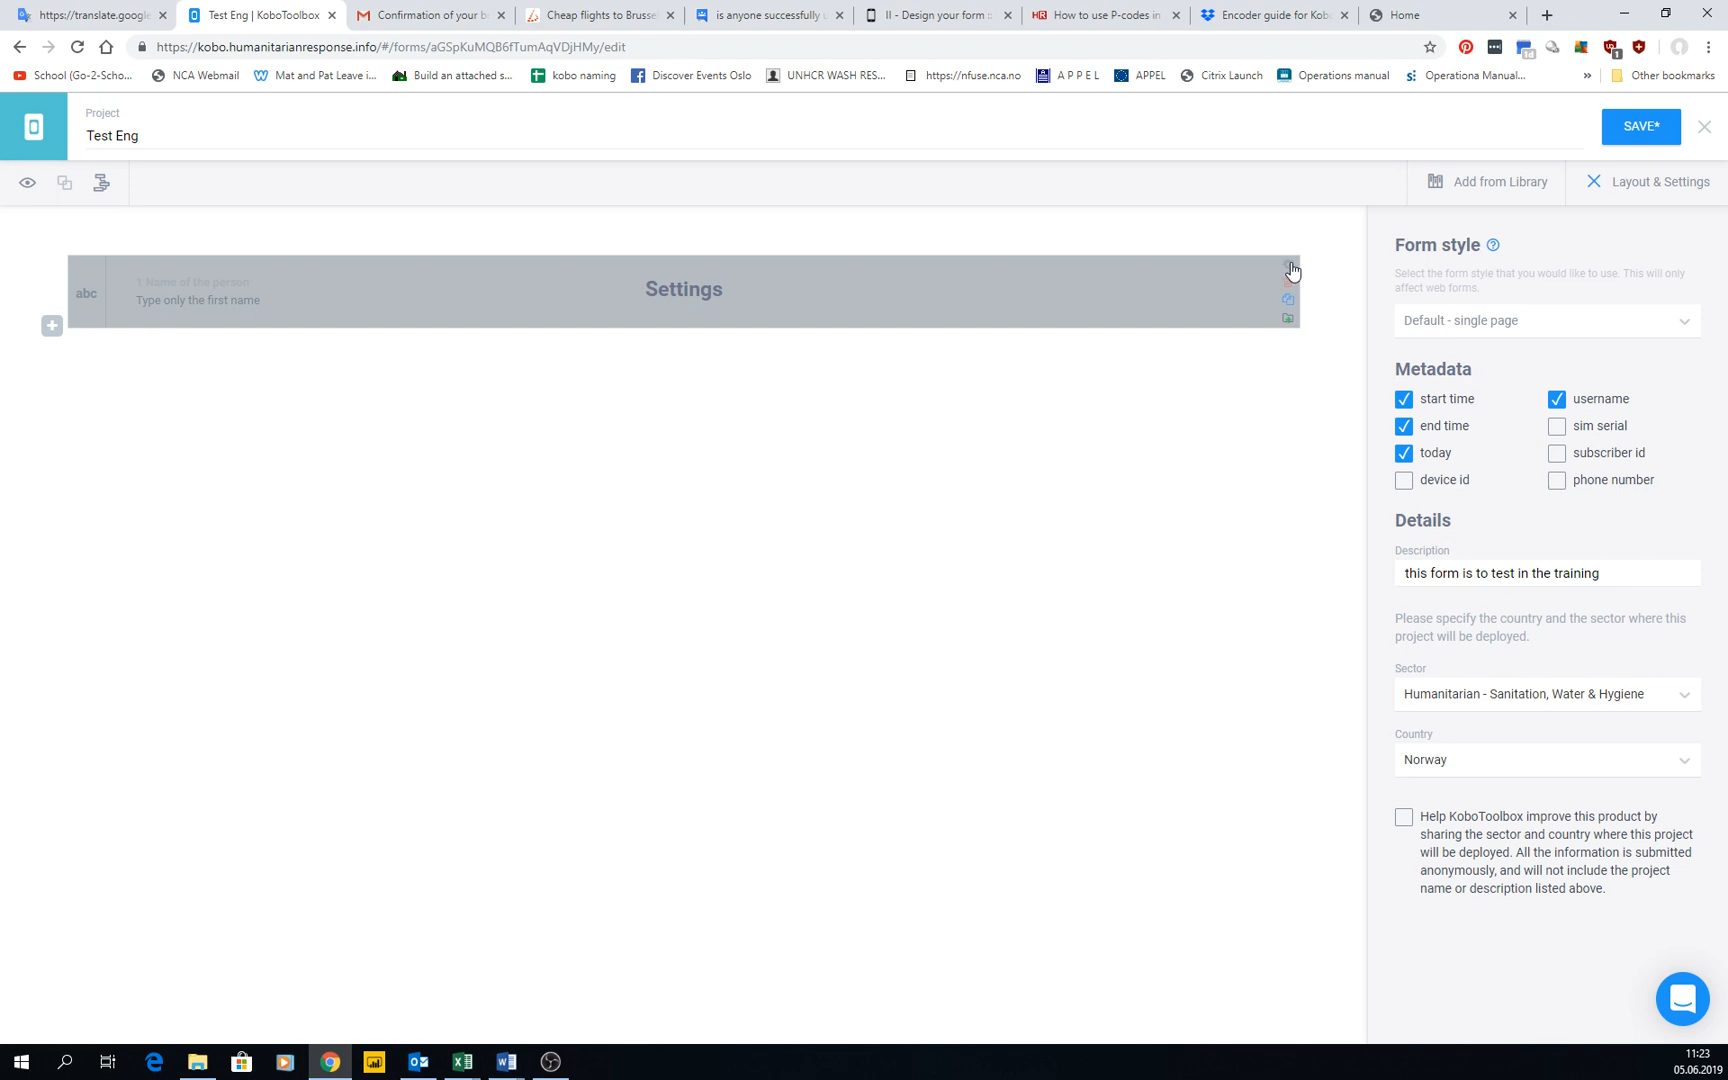 https://translate.google
Test Eng | KoboToolbox
Confirmation of your b
Cheap flights to Brusse
is anyone successfully u
II - Design your form :
How to use P-codes in
Encoder guide for Kob
Home
https://kobo.humanitarianresponse.info/#/forms/aGSpKuMQB6fTumAqVDjHMy/edit
School (Go-2-Scho...
NCA Webmail
Mat and Pat Leave i...
Build an attached s...
kobo naming
Discover Events Oslo
UNHCR WASH RES...
https://nfuse.nca.no
A P P E L
APPEL
Citrix Launch
Operations manual
Operationa Manual...
»
Other bookmarks
Project
Test Eng
SAVE*
Add from Library
Layout & Settings
abc
1 Name of the person
Type only the first name
Settings
Form style
Select the form style that you would like to use. This will only
affect web forms.
Default - single page
Metadata
start time
username
end time
sim serial
today
subscriber id
device id
phone number
Details
Description
this form is to test in the training
Please specify the country and the sector where this
project will be deployed.
Sector
Humanitarian - Sanitation, Water & Hygiene
Country
Norway
Help KoboToolbox improve this product by
sharing the sector and country where this project
will be deployed. All the information is submitted
anonymously, and will not include the project
name or description listed above.
11:23
05.06.2019